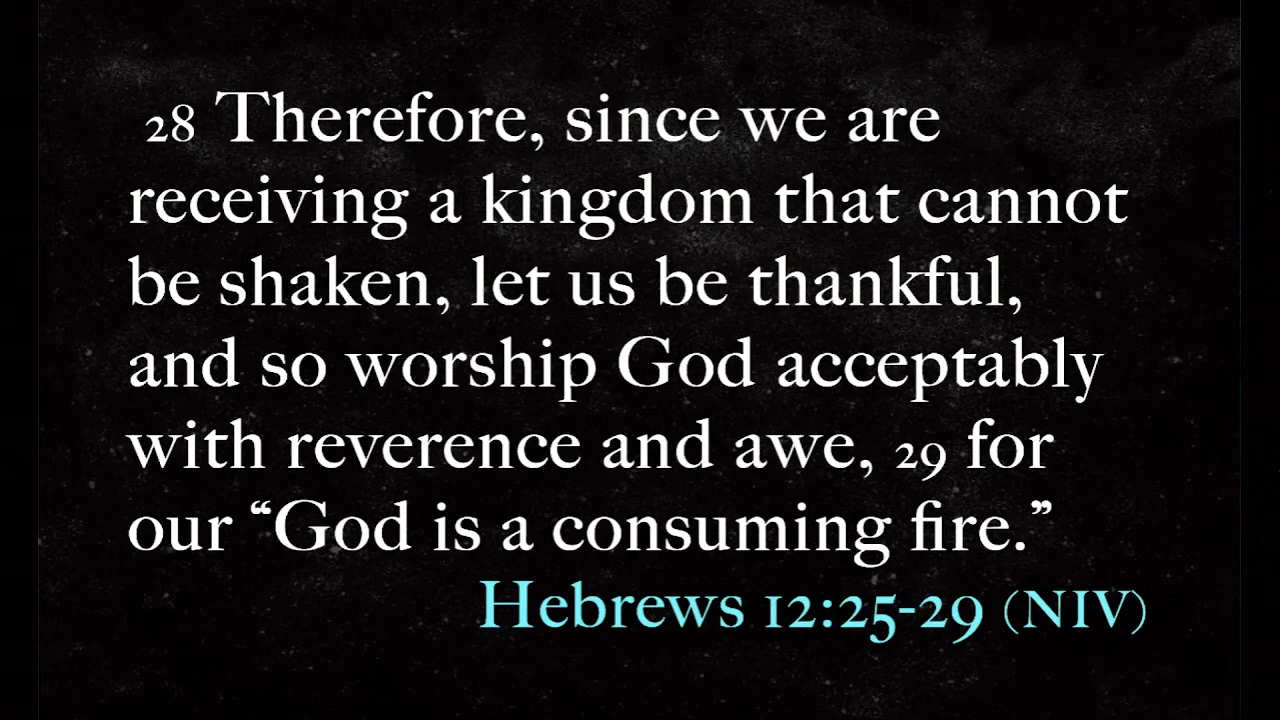 28 Therefore, since we are
receiving a kingdom that cannot
be shaken, let us be thankful,
and so worship God acceptably
with reverence and awe, 29 for
our “God is a consuming fire.”
Hebrews 12:25-29 (NIV)